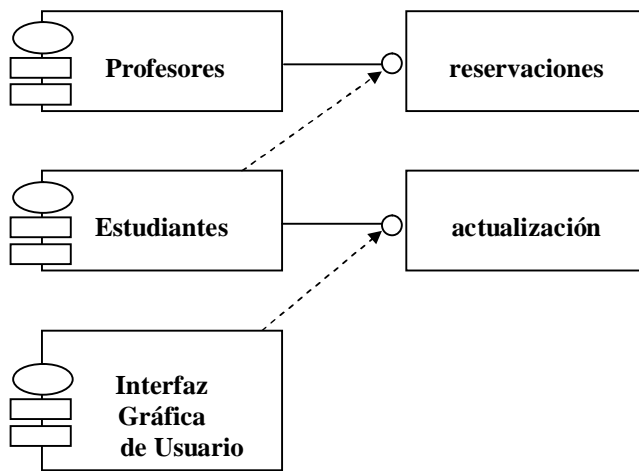 Profesores
reservaciones
Estudiantes
actualización
Interfaz
Gráfica
de Usuario